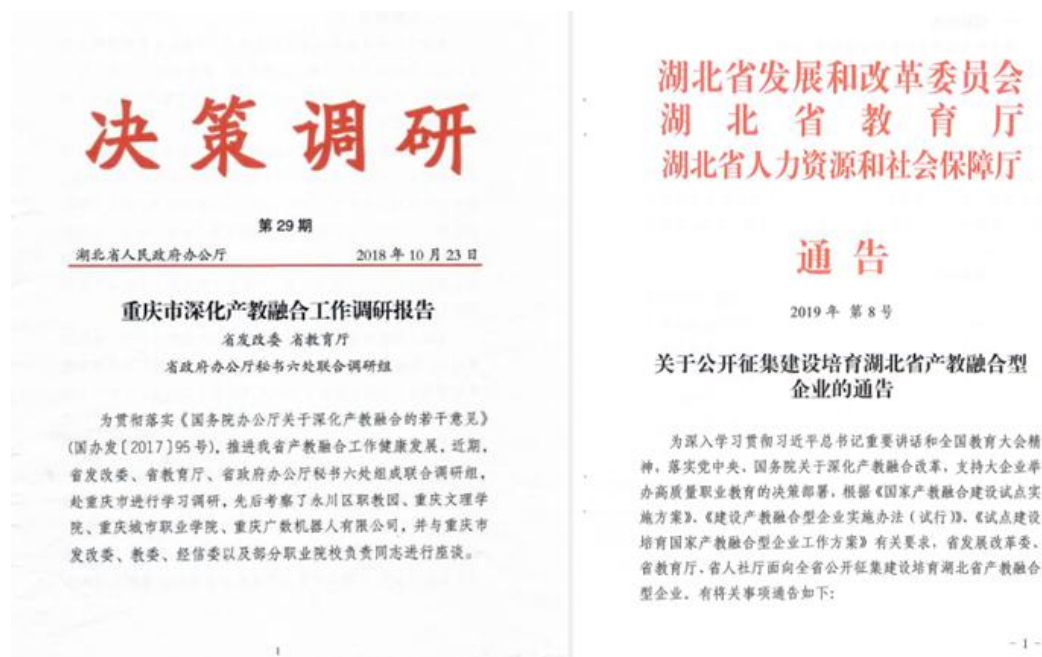 决策调研
第29期
湖北省人民政府办公厅 2018年10月23日
重庆市深化产教融合工作调研报告
省发改委 省教育厅
省政府办公厅秘书六处联合调研组
为贯彻落实《国务院办公厅关于深化产教融合的若干意见》
(国办发〔2017〕95号)，推进我省产教融合工作健康发展，近期，
省发改委、省教育厅、省政府办公厅秘书六处组成联合调研组，
赴重庆市进行学习调研，先后考察了永川区职教园、重庆文理学
院、重庆城市职业学院、重庆广数机器人有限公司，并与重庆市
发改委、教委、经信委以及部分职业院校负责同志进行座谈。
1
湖北省发展和改革委员会
湖北省教育厅
湖北省人力资源和社会保障厅
通告
2019年 第8号
关于公开征集建设培育湖北省产教融合型
企业的通告
为深入学习贯彻习近平总书记重要讲话和全国教育大会精
神，落实党中央、国务院关于深化产教融合改革，支持大企业举
办高质量职业教育的决策部署，根据《国家产教融合建设试点实
施方案》、《建设产教融合型企业实施办法（试行）》、《试点建设
培育国家产教融合型企业工作方案》有关要求，省发展改革委、
省教育厅、省人社厅面向全省公开征集建设培育湖北省产教融合
型企业，有将关事项通告如下：
- 1 -